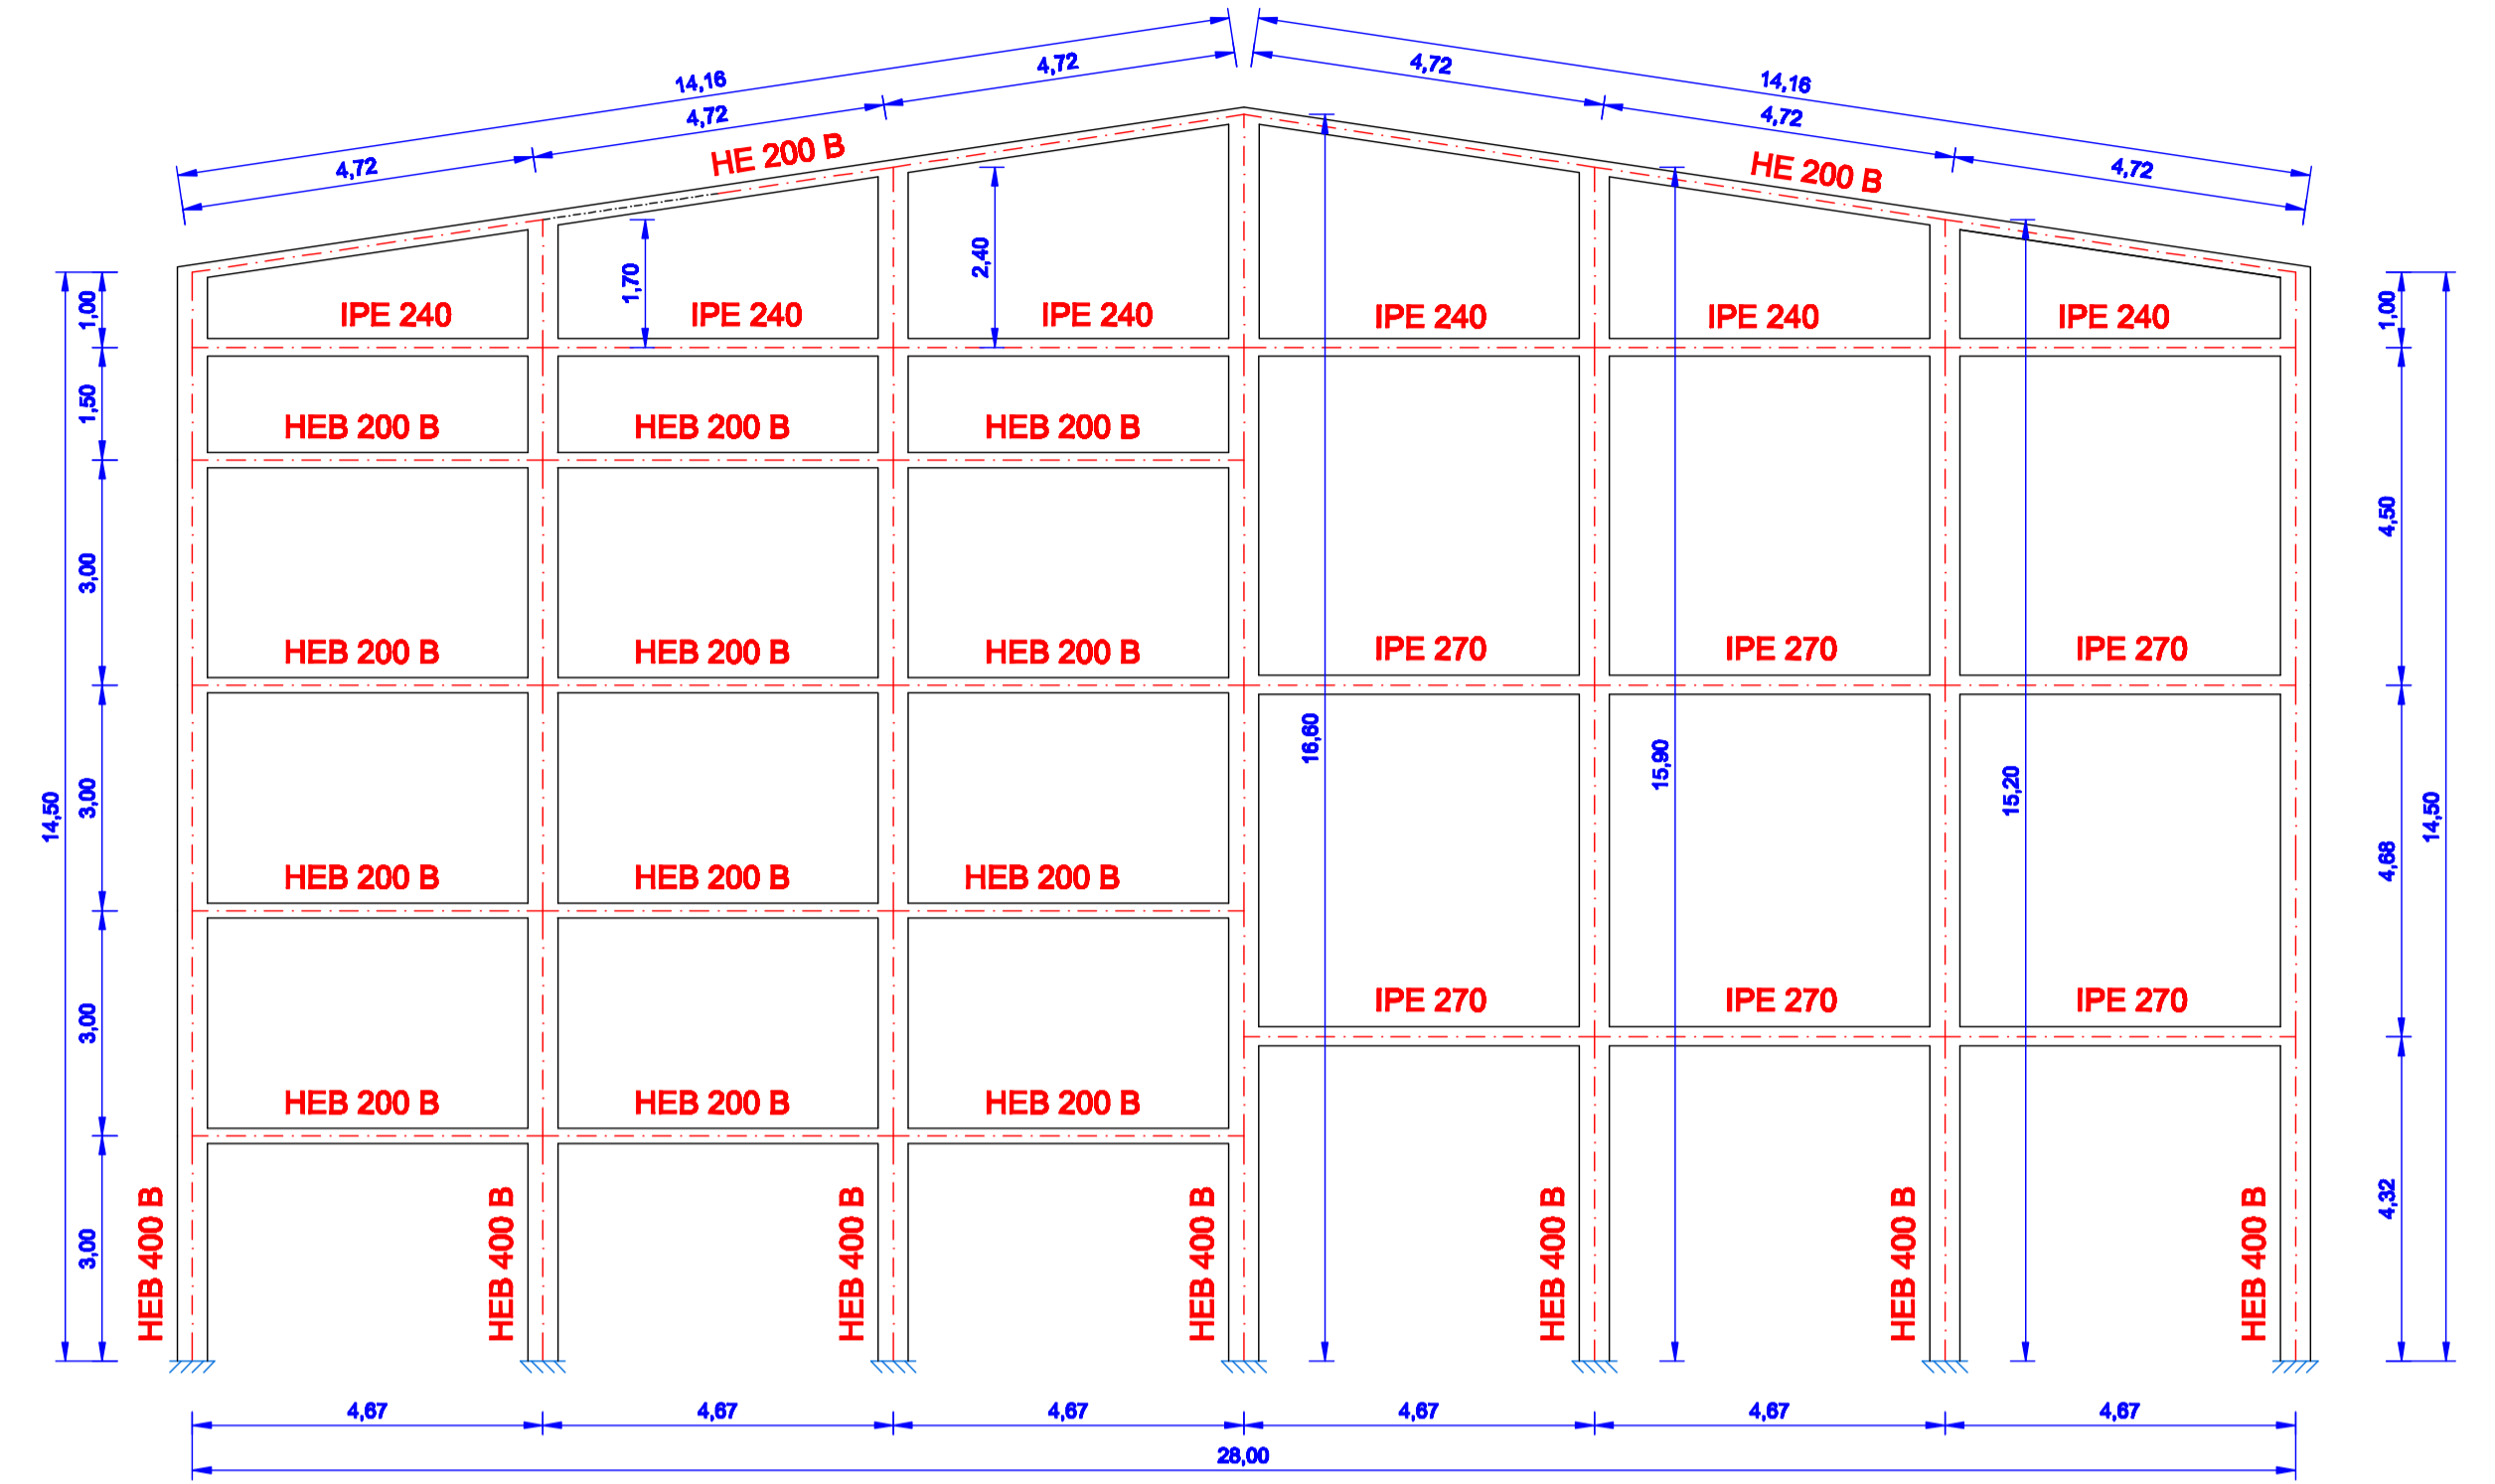 14,16
14,16
4,72
4,72
4,72
4,72
4,72
4,72
HE 200 B
HE 200 B
1,00
1,70
2,40
1,00
IPE 240
IPE 240
IPE 240
IPE 240
IPE 240
IPE 240
1,50
HEB 200 B
HEB 200 B
HEB 200 B
3,00
4,50
HEB 200 B
HEB 200 B
HEB 200 B
IPE 270
IPE 270
IPE 270
14,50
3,00
16,60
15,90
15,20
4,68
14,50
HEB 200 B
HEB 200 B
HEB 200 B
3,00
IPE 270
IPE 270
IPE 270
HEB 200 B
HEB 200 B
HEB 200 B
3,00
4,32
HEB 400 B
HEB 400 B
HEB 400 B
HEB 400 B
HEB 400 B
HEB 400 B
HEB 400 B
4,67
4,67
4,67
4,67
4,67
4,67
28,00